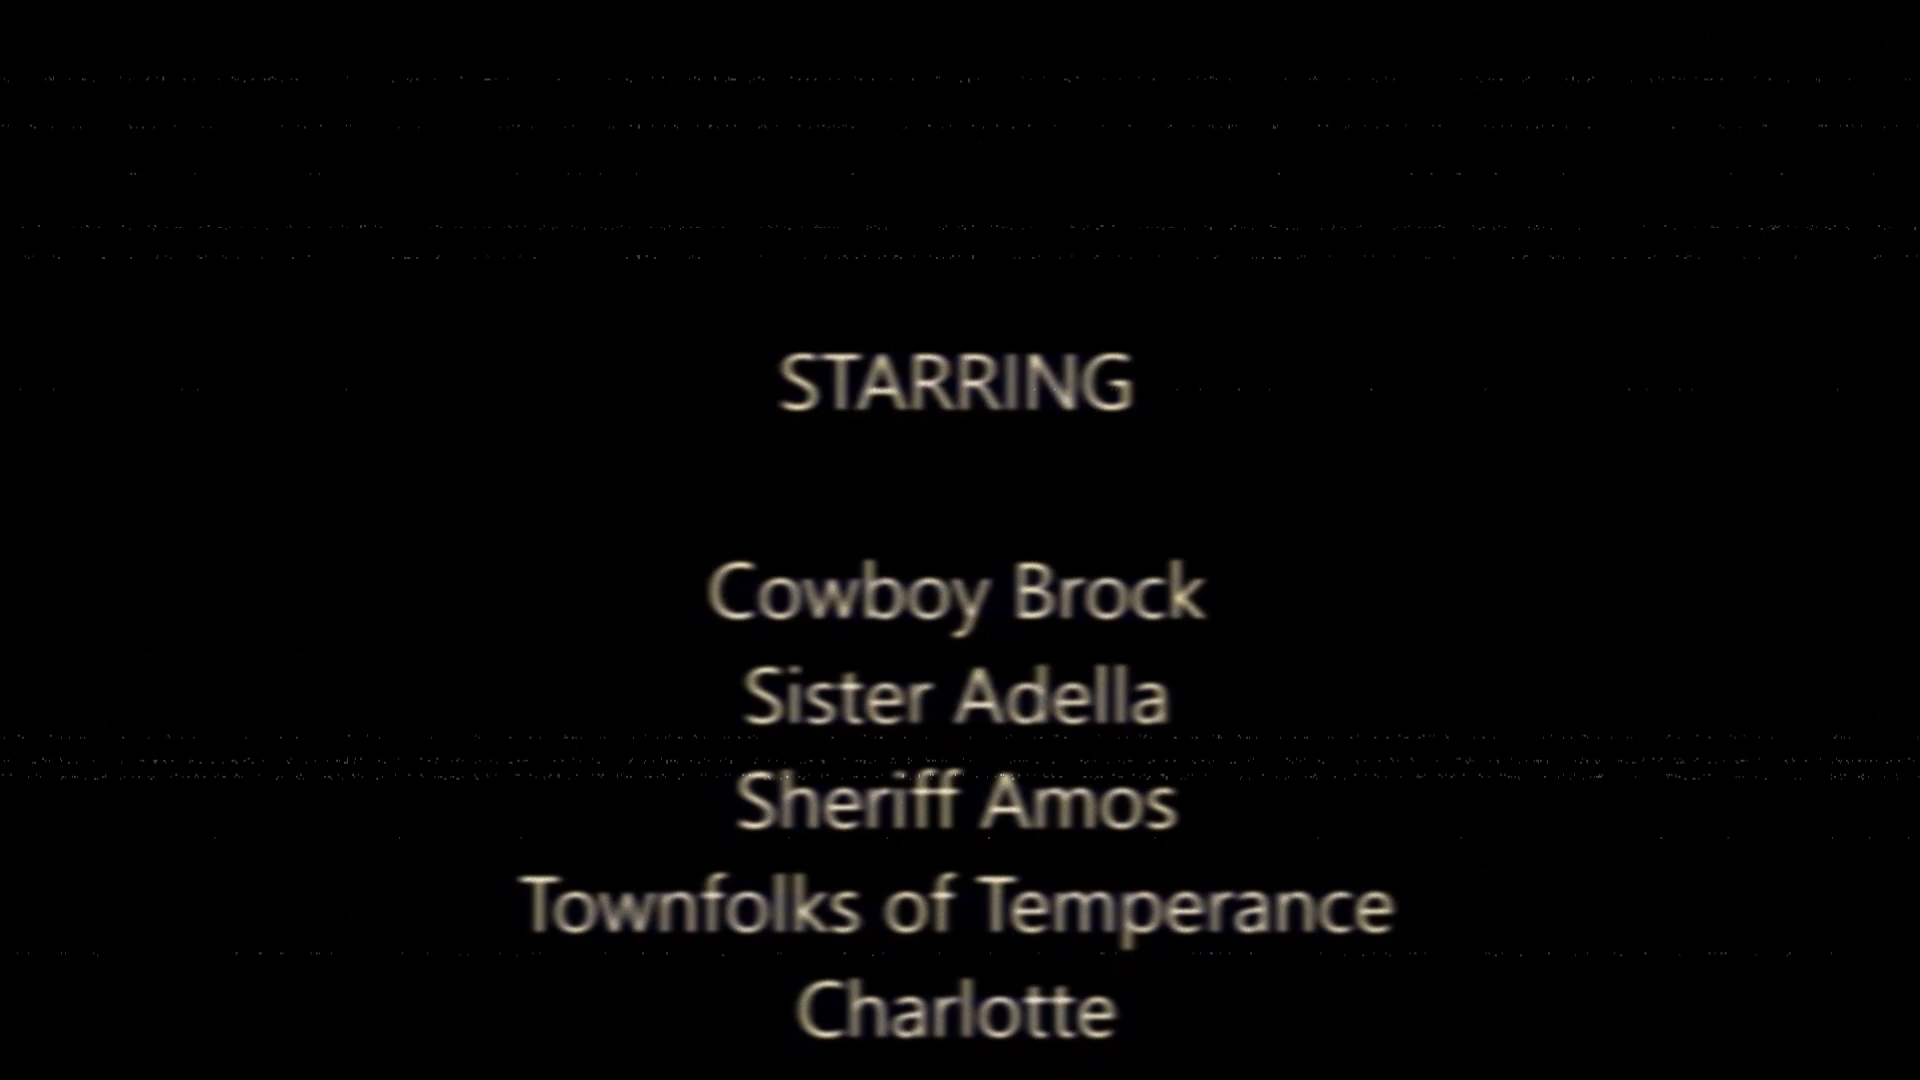 STARRING
Cowboy Brock
Sister Adella
Sheriff Amos
Townfolks of Temperance
Charlotte